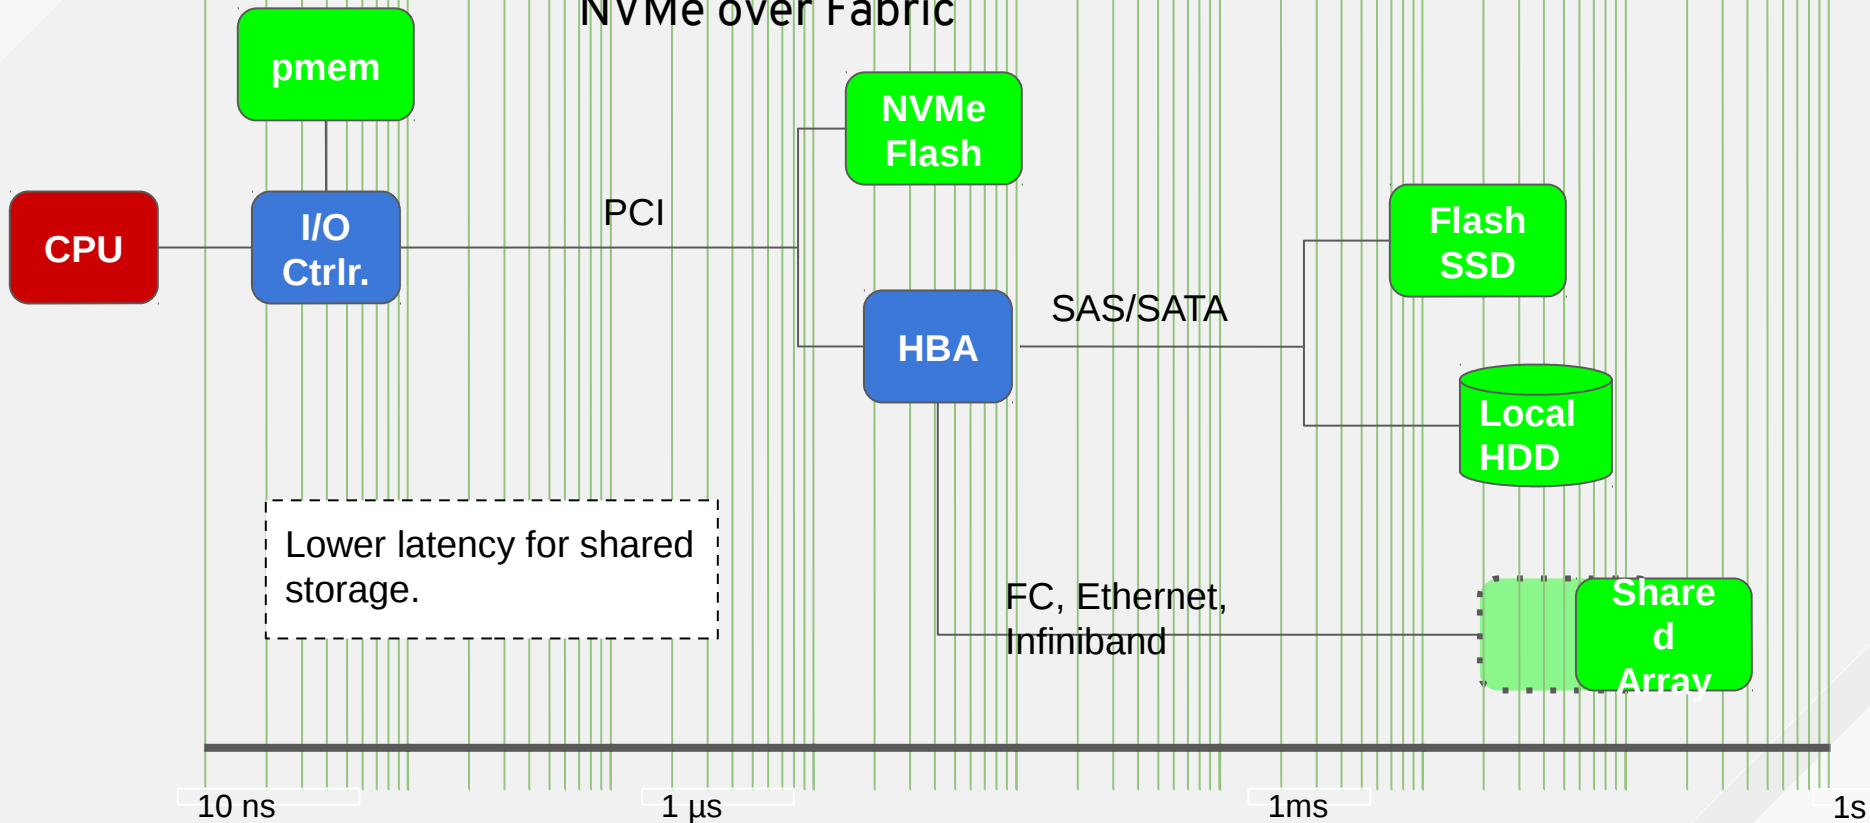 NVMe over Fabric
pmem
NVMe
Flash
CPU
I/O
Ctrlr.
PCI
Flash
SSD
HBA
SAS/SATA
Local
HDD
Lower latency for shared
storage.
FC, Ethernet,
Infiniband
Share
d
Array
10 ns
1 µs
1ms
1s